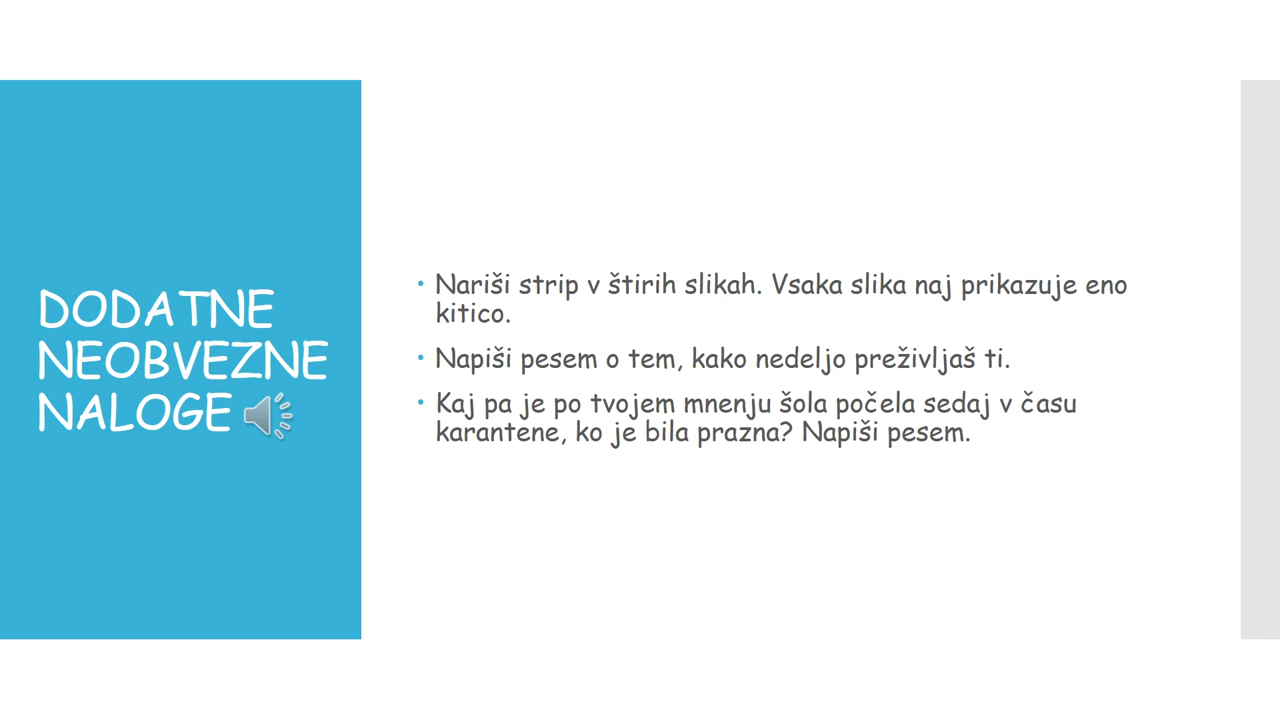 DODATNE
NEOBVEZNE
NALOGE
• Nariši strip v štirih slikah. Vsaka slika naj prikazuje eno
kitico.
• Napiši pesem o tem, kako nedeljo preživljaš ti.
• Kaj pa je po tvojem mnenju šola počela sedaj v času
karantene, ko je bila prazna? Napiši pesem.